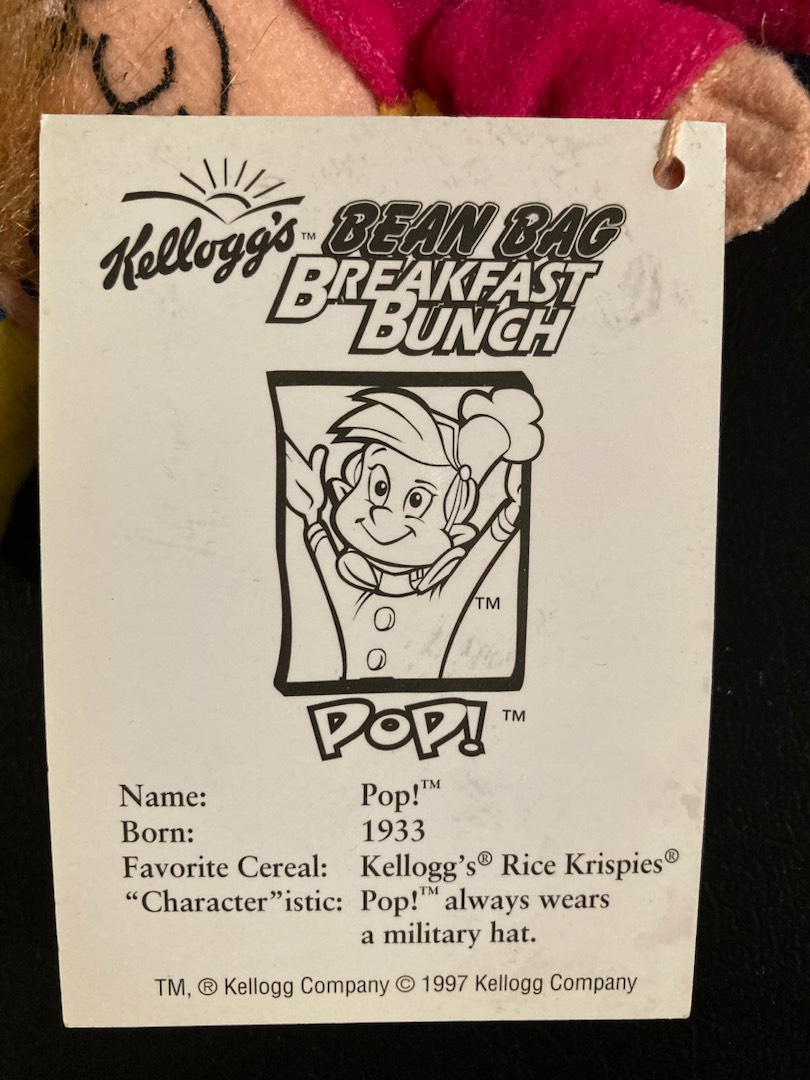 Kellogg's™ BEAN BAG
BREAKFAST
BUNCH
TM
POP! ™
Name: Pop!™
Born: 1933
Favorite Cereal: Kellogg's® Rice Krispies®
“Character”istic: Pop!™ always wears
a military hat.
TM, ® Kellogg Company © 1997 Kellogg Company